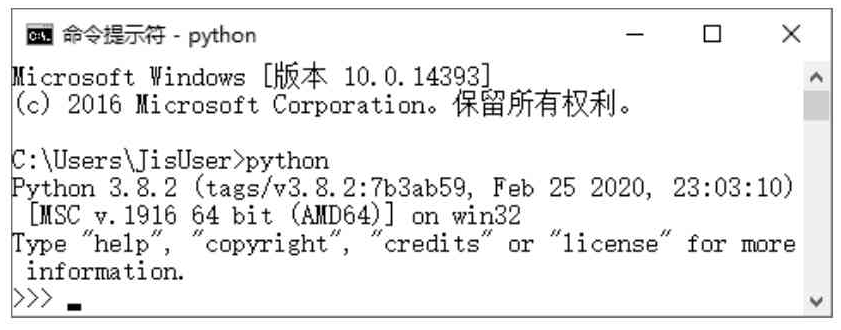 命令提示符 - python
Microsoft Windows [版本 10.0.14393]
(c) 2016 Microsoft Corporation。保留所有权利。
C:\Users\JisUser>python
Python 3.8.2 (tags/v3.8.2:7b3ab59, Feb 25 2020, 23:03:10)
[MSC v.1916 64 bit (AMD64)] on win32
Type "help", "copyright", "credits" or "license" for more
information.
>>>